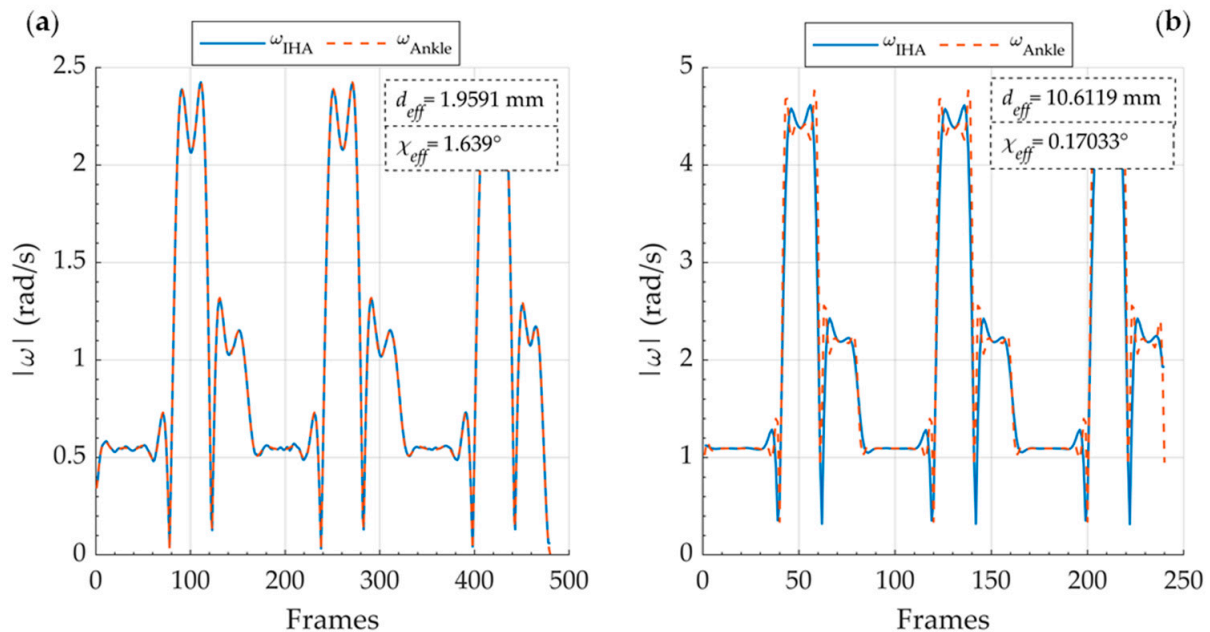 (a)
ωIHA ωAnkle
2.5
2
1.5
1
0.5
0
|ω| (rad/s)
deff= 1.9591 mm
χeff= 1.639°
0 100 200 300 400 500
Frames
(b)
ωIHA ωAnkle
5
4
3
2
1
0
|ω| (rad/s)
deff= 10.6119 mm
χeff= 0.17033°
0 50 100 150 200 250
Frames